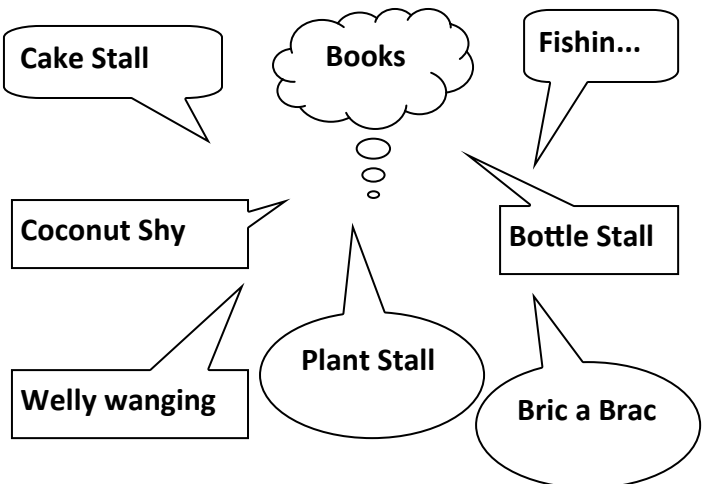 Cake Stall
Books
Fishin...
Coconut Shy
Bottle Stall
Welly wanging
Plant Stall
Bric a Brac